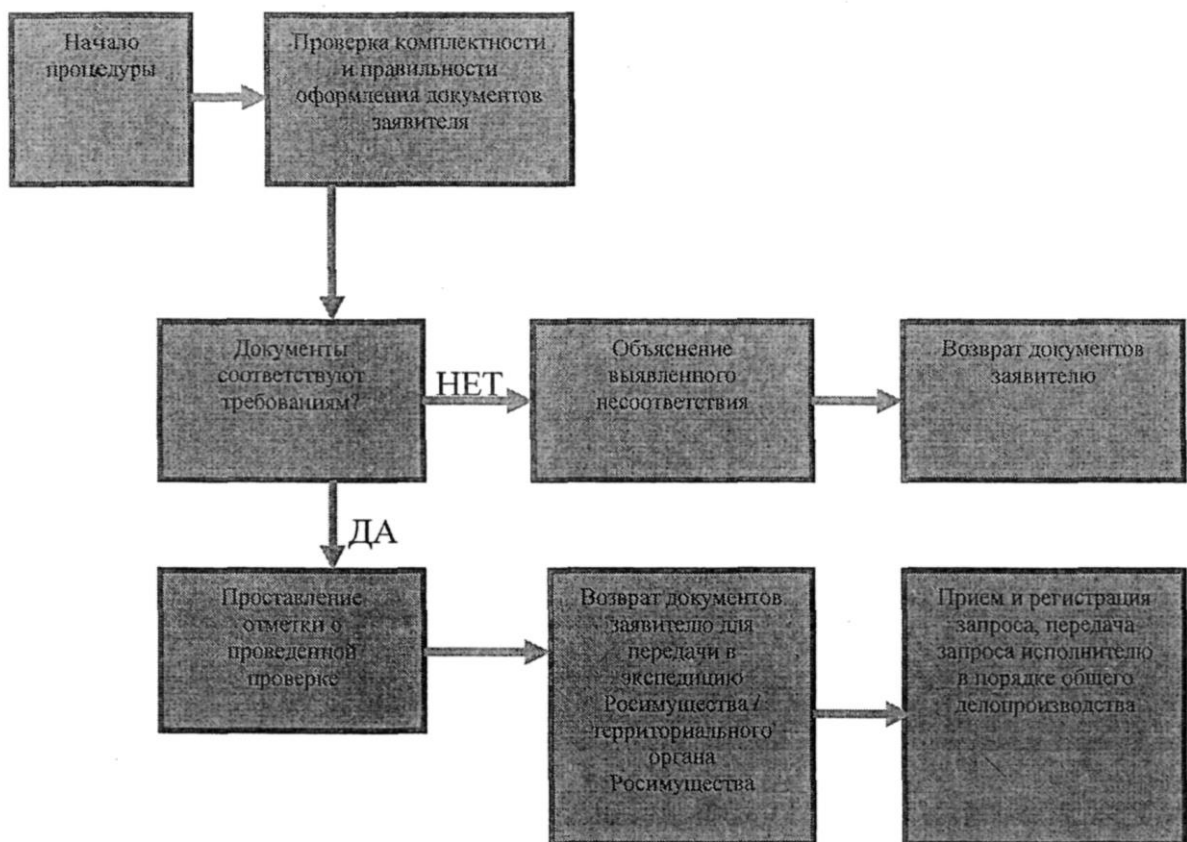 Начало
процедуры
Проверка комплектности
и правильности
оформления документов
заявителя
Документы
соответствуют
требованиям?
НЕТ
Объяснение
выявленного
несоответствия
Возврат документов
заявителю
ДА
Проставление
отметки о
проведенной
проверке
Возврат документов
заявителю для
передачи в
экспедицию
Росимущества /
территориального
органа
Росимущества
Прием и регистрация
запроса, передача
запроса исполнителю
в порядке общего
делопроизводства